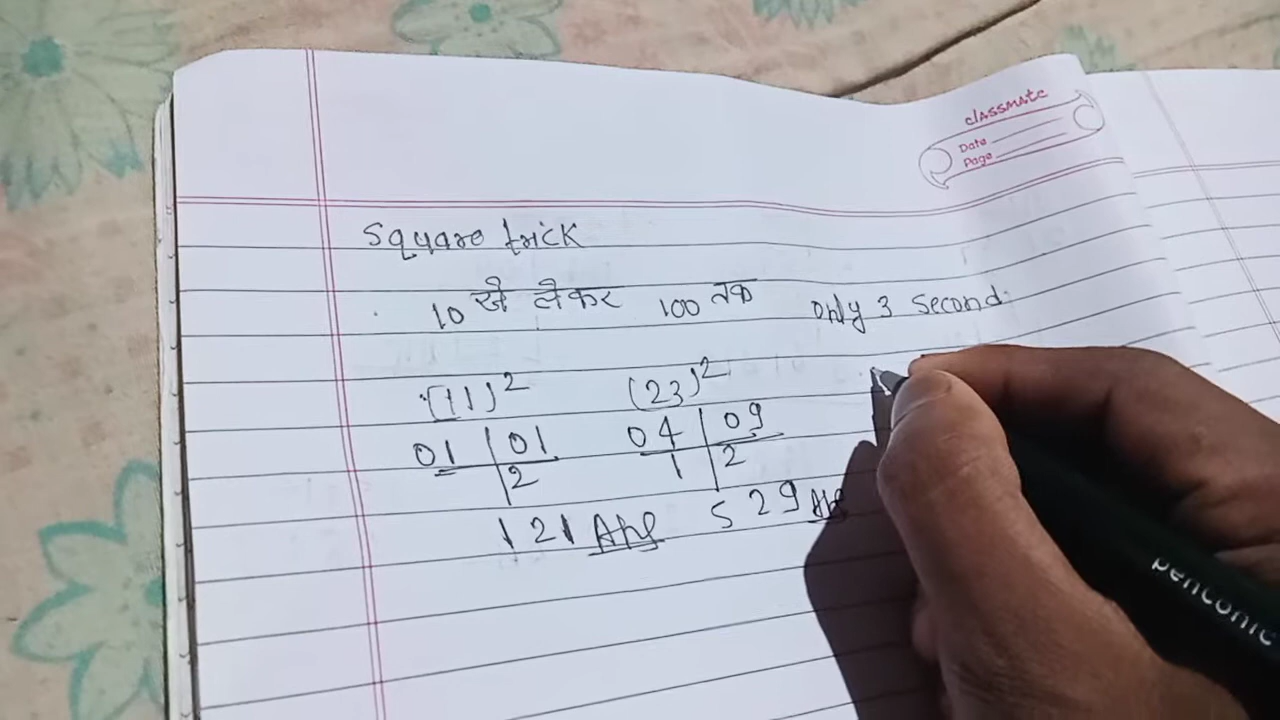 classmate
Date
Page
Square trick
10 से लेकर 100 तक only 3 Second
(11)² (23)²
01 | 01 04 | 09
2 1 | 2
121 Ans 529 Ans
penconic